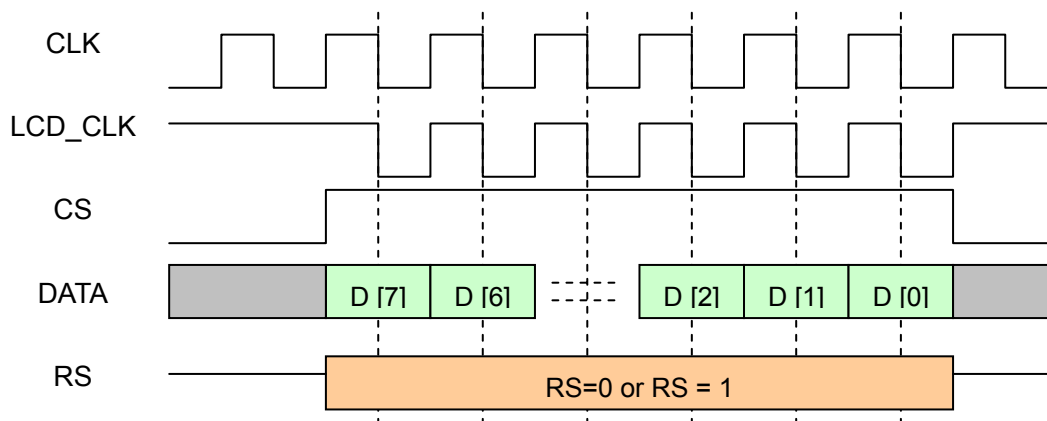 CLK
LCD_CLK
CS
DATA
D [7]
D [6]
D [2]
D [1]
D [0]
RS
RS=0 or RS = 1